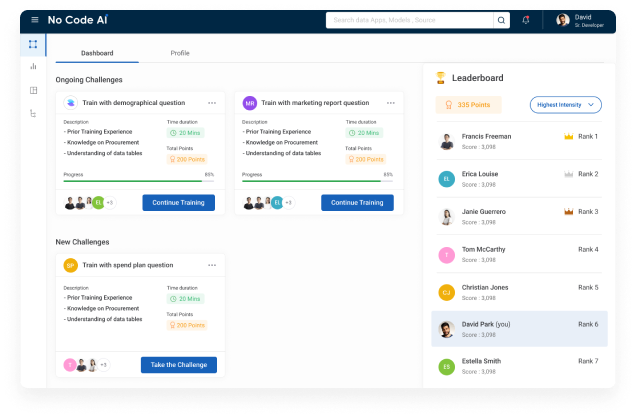 No Code AI
Search data Apps, Models , Source
David
Sr. Developer
Dashboard
Profile
Ongoing Challenges
Train with demographical question
Description
- Prior Training Experience
- Knowledge on Procurement
- Understanding of data tables
Time duration
20 Mins
Total Points
200 Points
Progress
85%
EL
+3
Continue Training
MR
Train with marketing report question
Description
- Prior Training Experience
- Knowledge on Procurement
- Understanding of data tables
Time duration
20 Mins
Total Points
200 Points
Progress
85%
EL
+3
Continue Training
New Challenges
SP
Train with spend plan question
Description
- Prior Training Experience
- Knowledge on Procurement
- Understanding of data tables
Time duration
20 Mins
Total Points
200 Points
T
+3
Take the Challenge
Leaderboard
335 Points
Highest Intensity
Francis Freeman
Score : 3,098
Rank 1
EL
Erica Louise
Score : 3,098
Rank 2
Janie Guerrero
Score : 3,098
Rank 3
T
Tom McCarthy
Score : 3,098
Rank 4
CJ
Christian Jones
Score : 3,098
Rank 5
David Park (you)
Score : 3,098
Rank 6
ES
Estella Smith
Score : 3,098
Rank 7